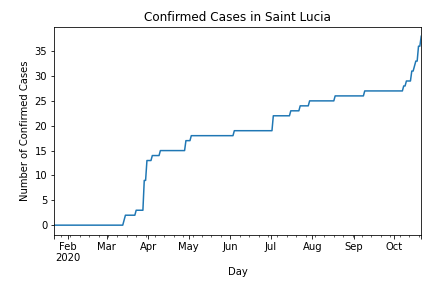 Confirmed Cases in Saint Lucia
Number of Confirmed Cases
35
30
25
20
15
10
5
0
Feb Mar Apr May Jun Jul Aug Sep Oct
2020
Day